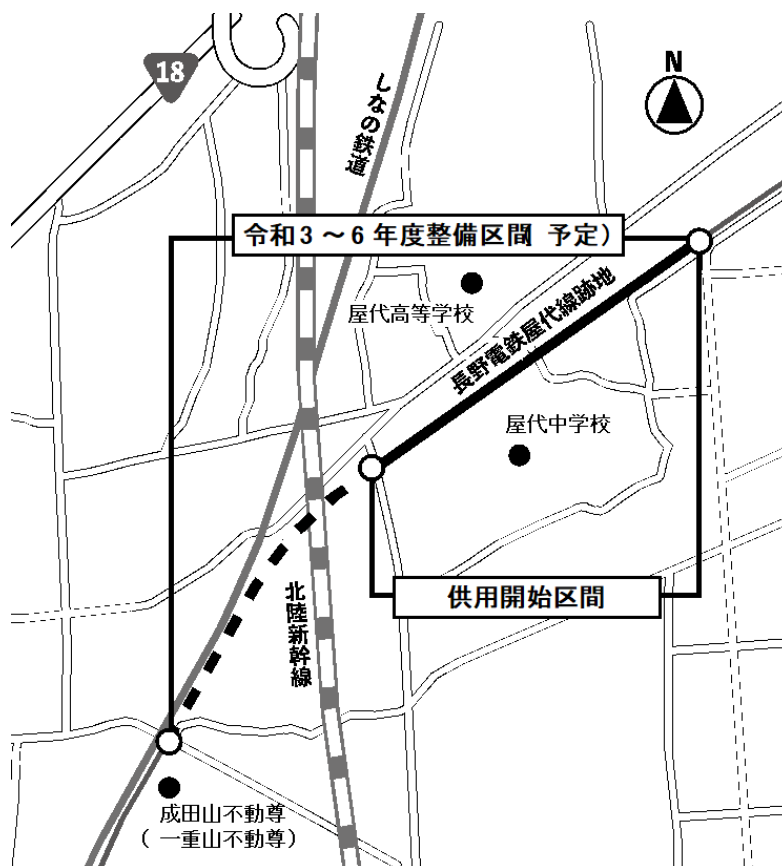 18
N
しなの鉄道
令和3～6年度整備区間 予定）
屋代高等学校
長野電鉄屋代線跡地
屋代中学校
供用開始区間
北陸新幹線
成田山不動尊
（一重山不動尊）